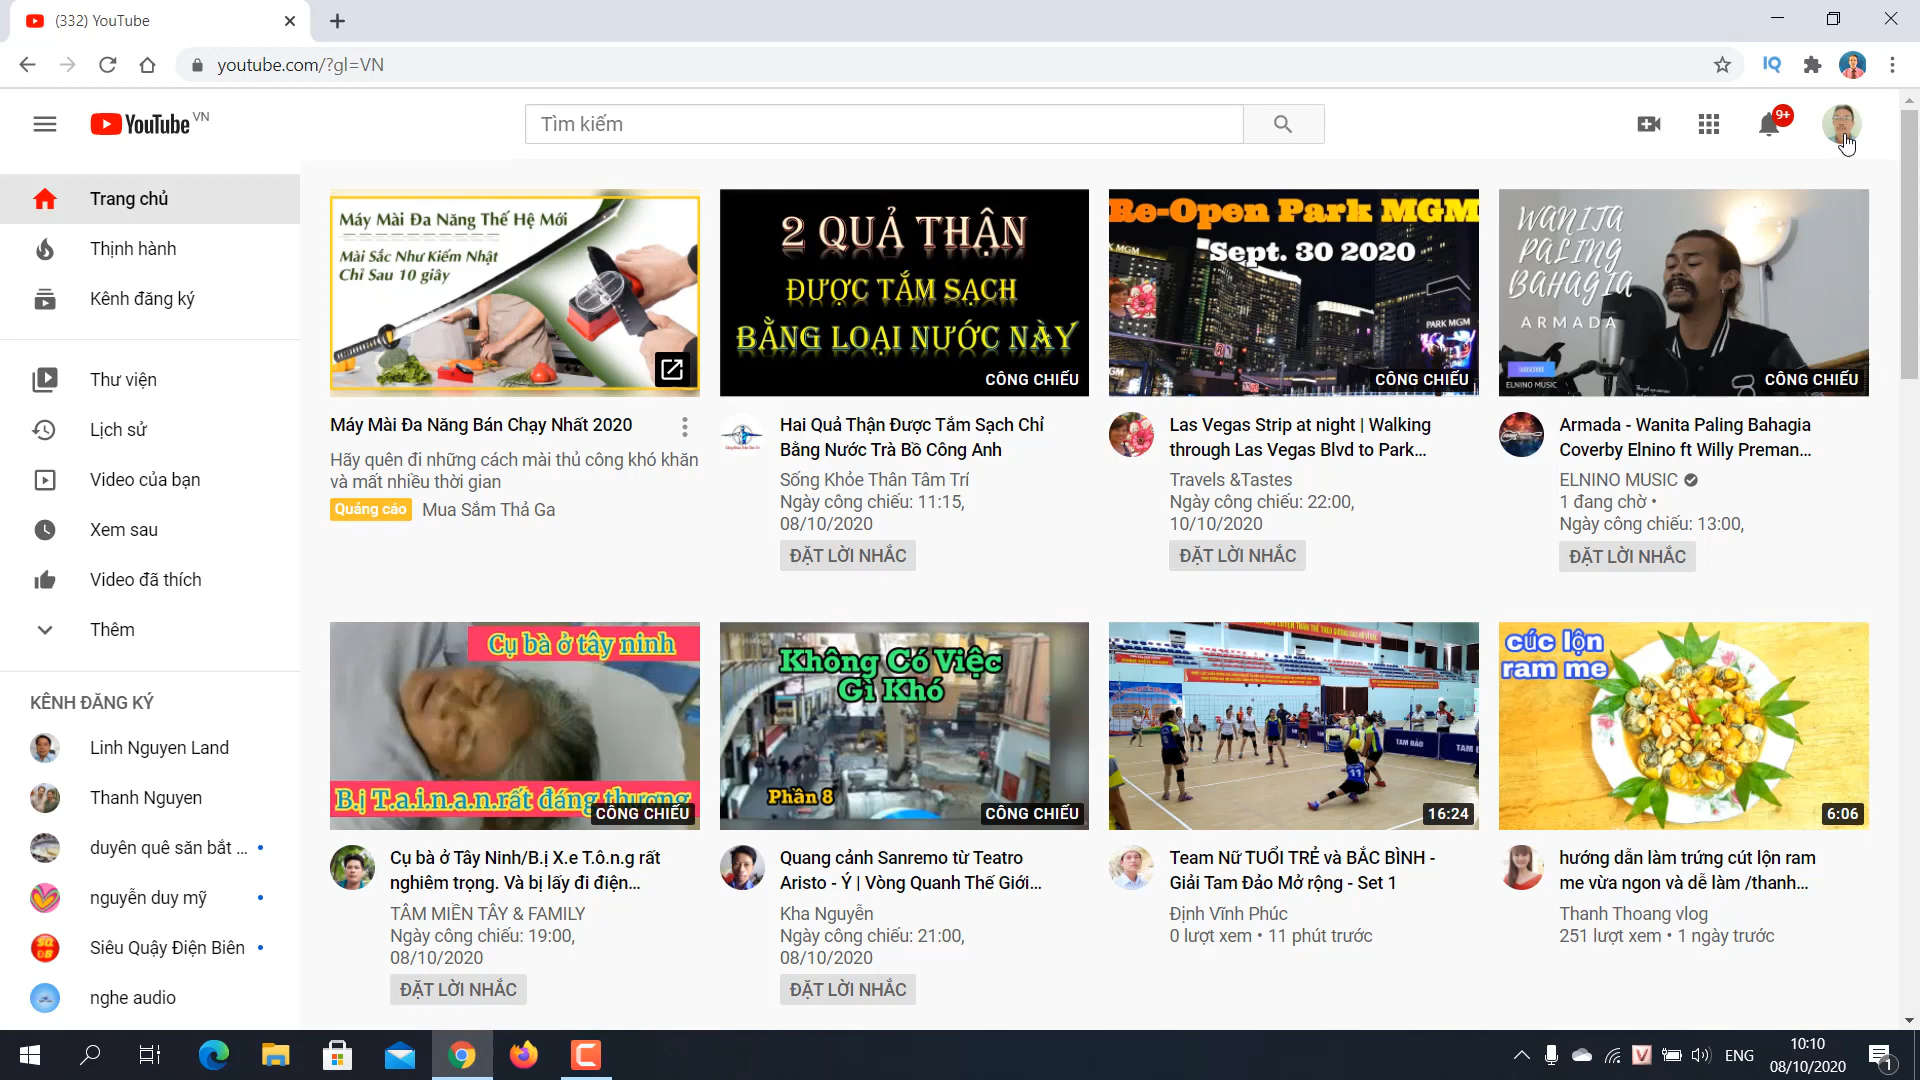 (332) YouTube
youtube.com/?gl=VN
YouTube VN
Tìm kiếm
9+
Trang chủ
Thịnh hành
Kênh đăng ký
Thư viện
Lịch sử
Video của bạn
Xem sau
Video đã thích
Thêm
KÊNH ĐĂNG KÝ
Linh Nguyen Land
Thanh Nguyen
duyên quê săn bắt ...
nguyễn duy mỹ
Siêu Quậy Điện Biên
nghe audio
Máy Mài Đa Năng Thế Hệ Mới
Mài Sắc Như Kiếm Nhật
Chỉ Sau 10 giây
Máy Mài Đa Năng Bán Chạy Nhất 2020
Hãy quên đi những cách mài thủ công khó khăn
và mất nhiều thời gian
Quảng cáo Mua Sắm Thả Ga
2 QUẢ THẬN
ĐƯỢC TẮM SẠCH
BẰNG LOẠI NƯỚC NÀY
CÔNG CHIẾU
Hai Quả Thận Được Tắm Sạch Chỉ
Bằng Nước Trà Bồ Công Anh
Sống Khỏe Thân Tâm Trí
Ngày công chiếu: 11:15,
08/10/2020
ĐẶT LỜI NHẮC
Re-Open Park MGM
Sept. 30 2020
PARK MGM
CÔNG CHIẾU
Las Vegas Strip at night | Walking
through Las Vegas Blvd to Park...
Travels &Tastes
Ngày công chiếu: 22:00,
10/10/2020
ĐẶT LỜI NHẮC
WANITA
PALING
BAHAGIA
ARMADA
SUBSCRIBE
ELNINO MUSIC
CÔNG CHIẾU
Armada - Wanita Paling Bahagia
Coverby Elnino ft Willy Preman...
ELNINO MUSIC
1 đang chờ •
Ngày công chiếu: 13:00,
ĐẶT LỜI NHẮC
Cụ bà ở tây ninh
B.ị T.a.i.n.a.n.rất đáng thương
CÔNG CHIẾU
Cụ bà ở Tây Ninh/B.ị X.e T.ô.n.g rất
nghiêm trọng. Và bị lấy đi điện...
TÂM MIỀN TÂY & FAMILY
Ngày công chiếu: 19:00,
08/10/2020
ĐẶT LỜI NHẮC
Không Có Việc
Gì Khó
Phần 8
CÔNG CHIẾU
Quang cảnh Sanremo từ Teatro
Aristo - Ý | Vòng Quanh Thế Giới...
Kha Nguyễn
Ngày công chiếu: 21:00,
08/10/2020
ĐẶT LỜI NHẮC
TAM ĐẢO
11
16:24
Team Nữ TUỔI TRẺ và BẮC BÌNH -
Giải Tam Đảo Mở rộng - Set 1
Định Vĩnh Phúc
0 lượt xem • 11 phút trước
cúc lộn
ram me
6:06
hướng dẫn làm trứng cút lộn ram
me vừa ngon và dễ làm /thanh...
Thanh Thoang vlog
251 lượt xem • 1 ngày trước
ENG
10:10
08/10/2020
1